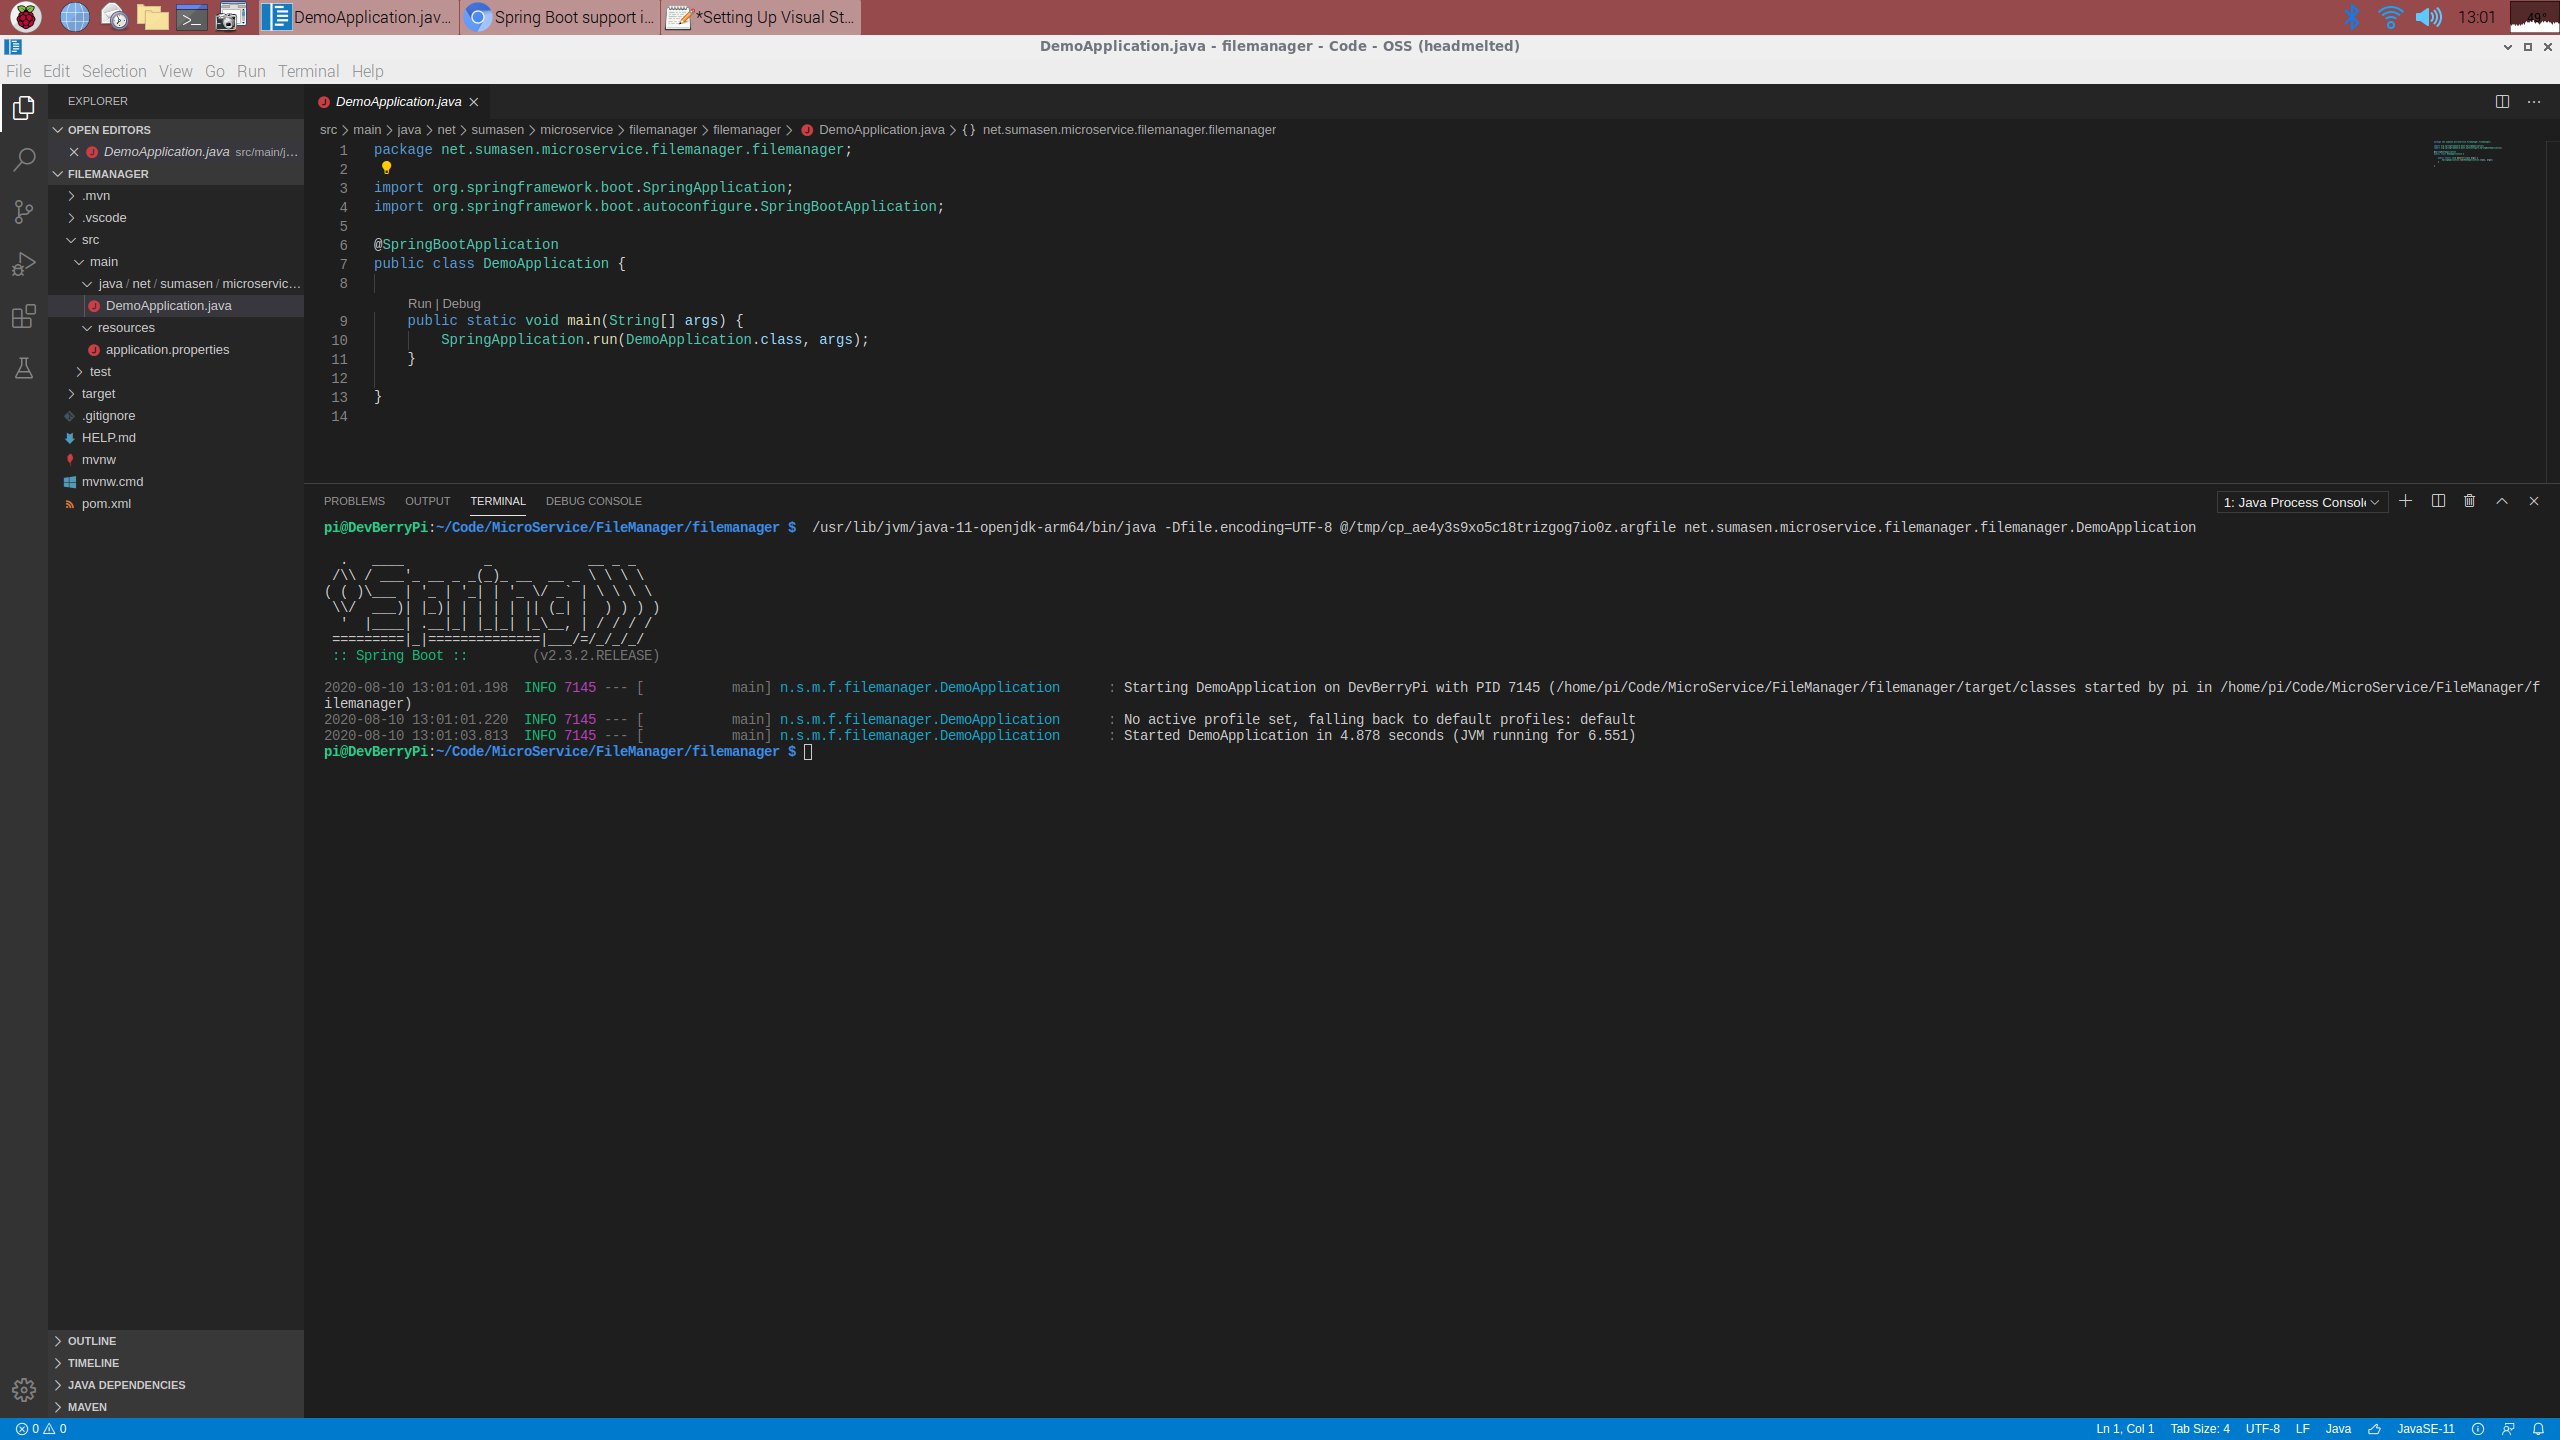 DemoApplication.jav...
Spring Boot support i...
*Setting Up Visual St...
13:01
49°
DemoApplication.java - filemanager - Code - OSS (headmelted)
File Edit Selection View Go Run Terminal Help
EXPLORER
OPEN EDITORS
DemoApplication.java src/main/j...
FILEMANAGER
.mvn
.vscode
src
main
java / net / sumasen / microservic...
DemoApplication.java
resources
application.properties
test
target
.gitignore
HELP.md
mvnw
mvnw.cmd
pom.xml
OUTLINE
TIMELINE
JAVA DEPENDENCIES
MAVEN
DemoApplication.java
src > main > java > net > sumasen > microservice > filemanager > filemanager > DemoApplication.java > {} net.sumasen.microservice.filemanager.filemanager
1 package net.sumasen.microservice.filemanager.filemanager;
2
3 import org.springframework.boot.SpringApplication;
4 import org.springframework.boot.autoconfigure.SpringBootApplication;
5
6 @SpringBootApplication
7 public class DemoApplication {
8
Run | Debug
9 public static void main(String[] args) {
10 SpringApplication.run(DemoApplication.class, args);
11 }
12
13 }
14
PROBLEMS OUTPUT TERMINAL DEBUG CONSOLE
1: Java Process Consol
pi@DevBerryPi:~/Code/MicroService/FileManager/filemanager $ /usr/lib/jvm/java-11-openjdk-arm64/bin/java -Dfile.encoding=UTF-8 @/tmp/cp_ae4y3s9xo5c18trizgog7io0z.argfile net.sumasen.microservice.filemanager.filemanager.DemoApplication
  .   ____          _            __ _ _
 /\\ / ___'_ __ _ _(_)_ __  __ _ \ \ \ \
( ( )\___ | '_ | '_| | '_ \/ _` | \ \ \ \
 \\/  ___)| |_)| | | | | || (_| |  ) ) ) )
  '  |____| .__|_| |_|_| |_\__, | / / / /
 =========|_|==============|___/=/_/_/_/
 :: Spring Boot ::        (v2.3.2.RELEASE)
2020-08-10 13:01:01.198  INFO 7145 --- [           main] n.s.m.f.filemanager.DemoApplication      : Starting DemoApplication on DevBerryPi with PID 7145 (/home/pi/Code/MicroService/FileManager/filemanager/target/classes started by pi in /home/pi/Code/MicroService/FileManager/f
ilemanager)
2020-08-10 13:01:01.220  INFO 7145 --- [           main] n.s.m.f.filemanager.DemoApplication      : No active profile set, falling back to default profiles: default
2020-08-10 13:01:03.813  INFO 7145 --- [           main] n.s.m.f.filemanager.DemoApplication      : Started DemoApplication in 4.878 seconds (JVM running for 6.551)
pi@DevBerryPi:~/Code/MicroService/FileManager/filemanager $
0 0
Ln 1, Col 1 Tab Size: 4 UTF-8 LF Java JavaSE-11